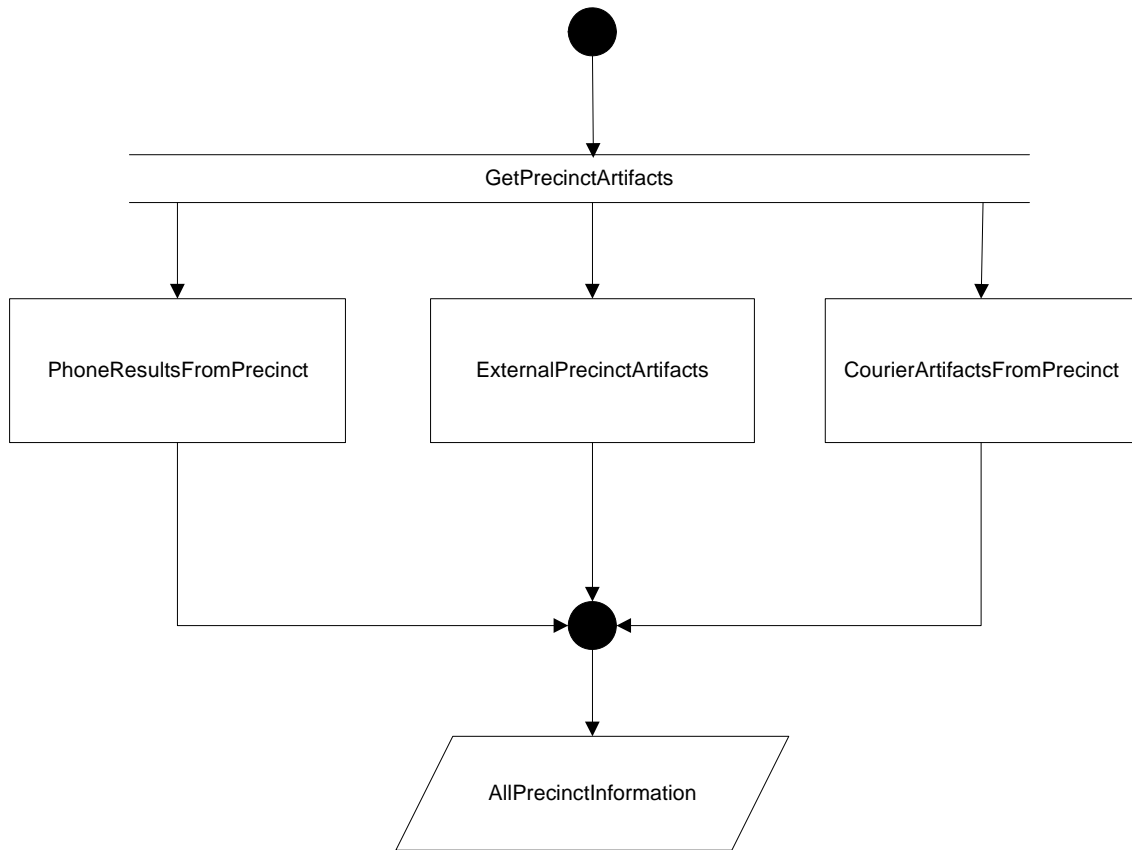 GetPrecinctArtifacts
PhoneResultsFromPrecinct
ExternalPrecinctArtifacts
CourierArtifactsFromPrecinct
AllPrecinctInformation